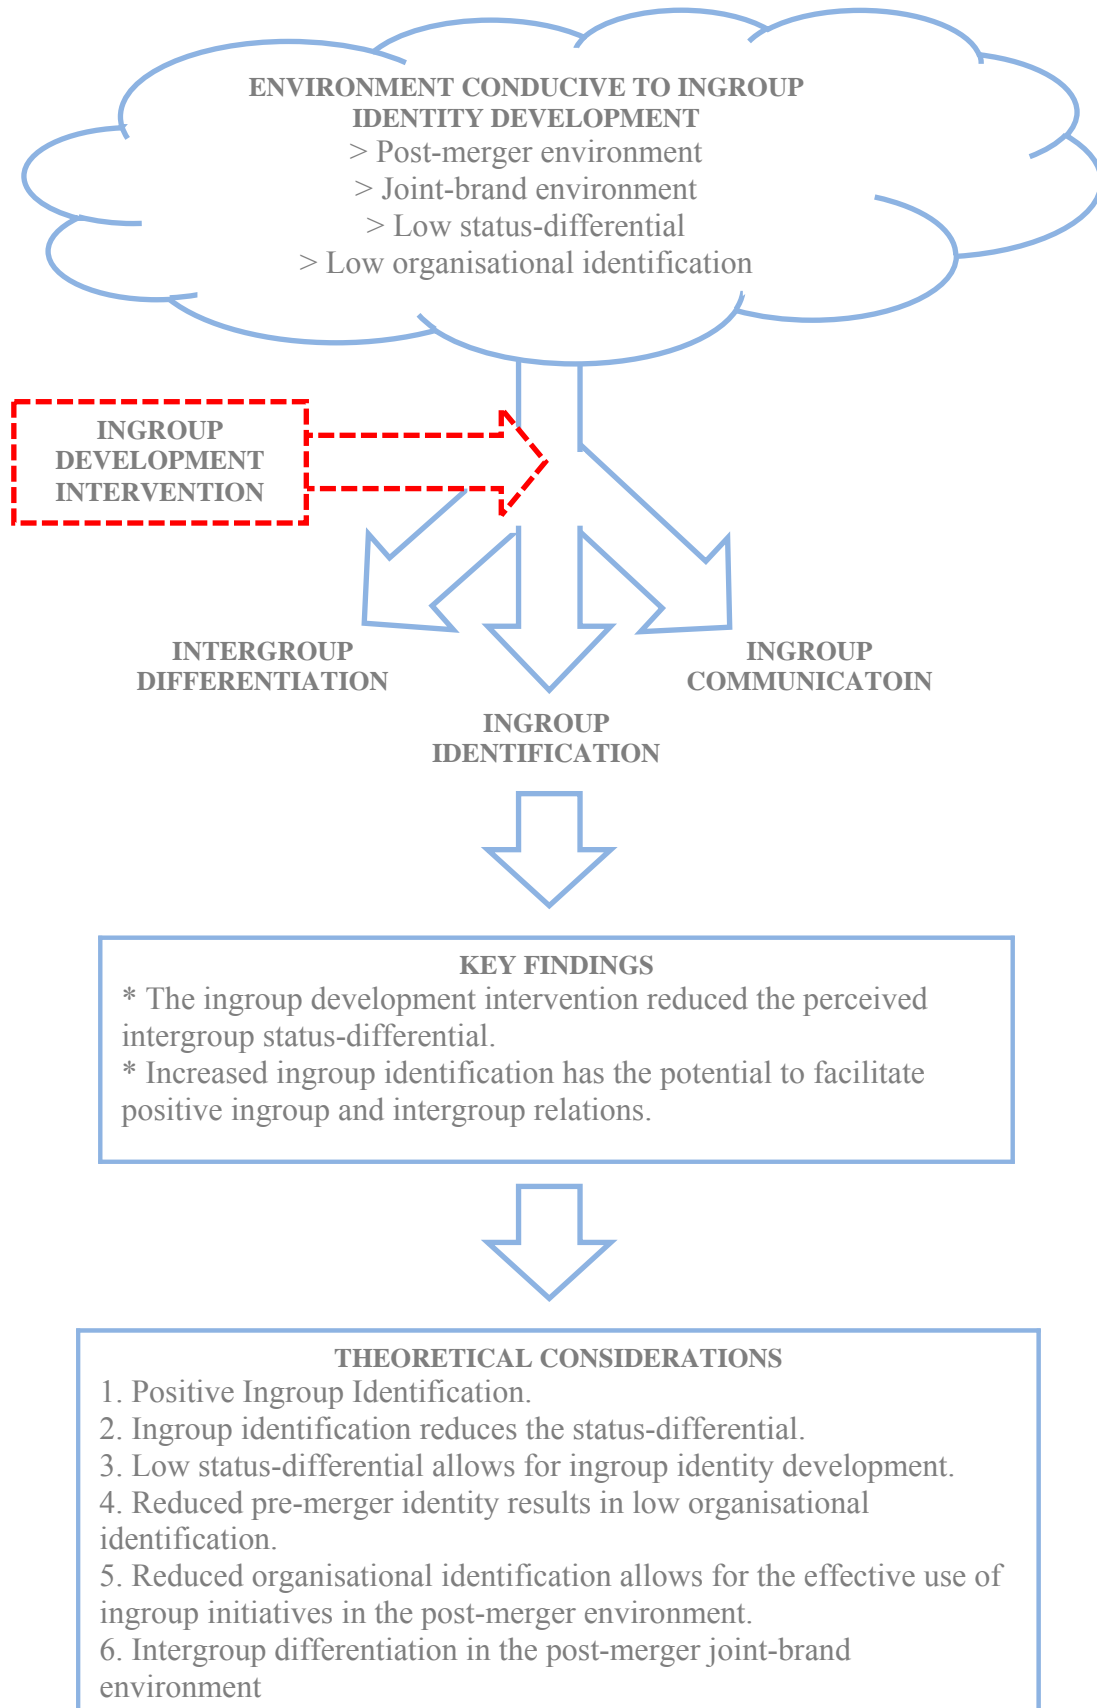 ENVIRONMENT CONDUCIVE TO INGROUP
IDENTITY DEVELOPMENT
> Post-merger environment
> Joint-brand environment
> Low status-differential
> Low organisational identification
INGROUP
DEVELOPMENT
INTERVENTION
INTERGROUP
DIFFERENTIATION
INGROUP
COMMUNICATOIN
INGROUP
IDENTIFICATION
KEY FINDINGS
* The ingroup development intervention reduced the perceived
intergroup status-differential.
* Increased ingroup identification has the potential to facilitate
positive ingroup and intergroup relations.
THEORETICAL CONSIDERATIONS
1. Positive Ingroup Identification.
2. Ingroup identification reduces the status-differential.
3. Low status-differential allows for ingroup identity development.
4. Reduced pre-merger identity results in low organisational
identification.
5. Reduced organisational identification allows for the effective use of
ingroup initiatives in the post-merger environment.
6. Intergroup differentiation in the post-merger joint-brand
environment